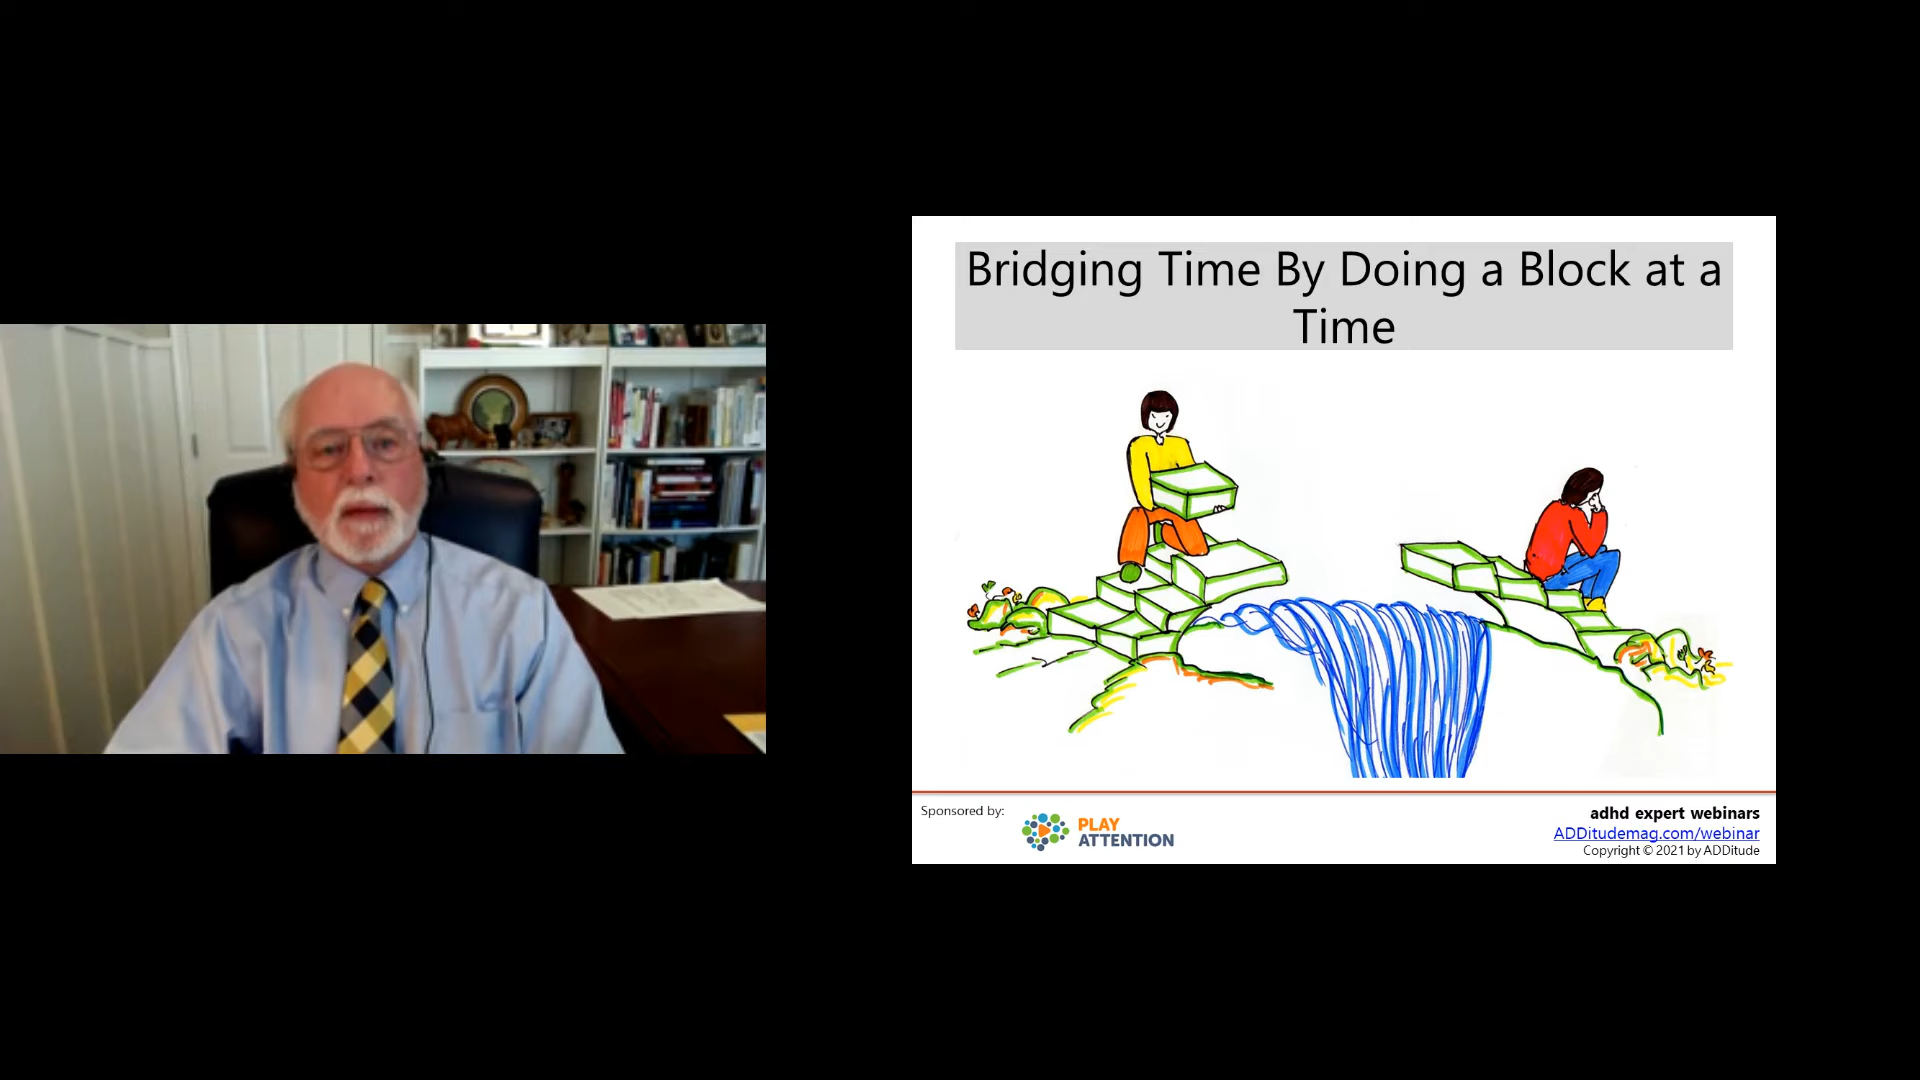 Bridging Time By Doing a Block at a
Time
Sponsored by:
PLAY
ATTENTION
adhd expert webinars
ADDitudemag.com/webinar
Copyright © 2021 by ADDitude